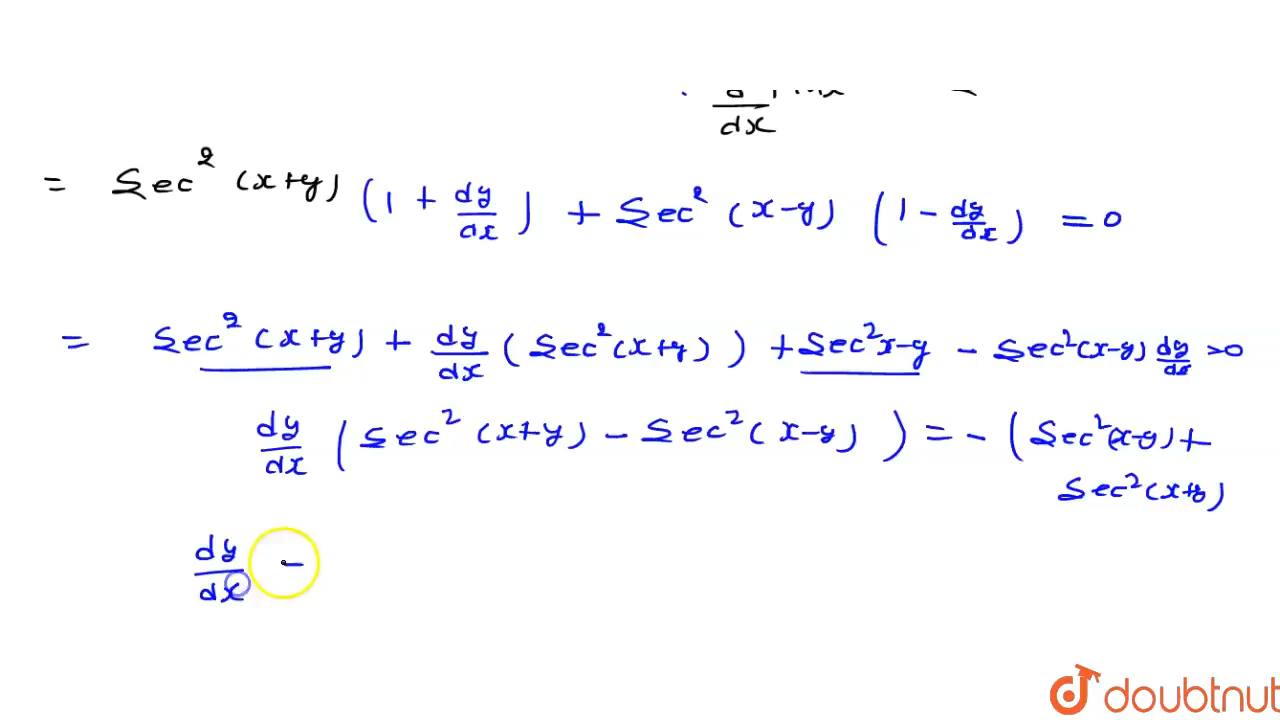 dx
= Sec² (x+y) (1 + dy/dx) + Sec² (x-y) (1 - dy/dx) = 0
= Sec² (x+y) + dy/dx (Sec²(x+y)) + Sec²x-y - Sec²(x-y) dy/dx =0
dy/dx (Sec² (x+y) - Sec² (x-y)) = - (Sec²(x-y) +
Sec²(x+y)
dy/dx
doubtnut